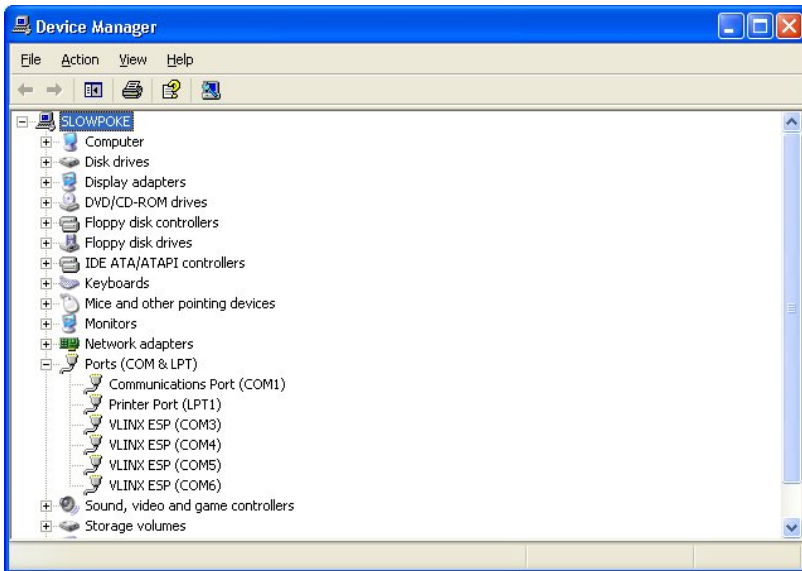 Device Manager
File Action View Help
SLOWPOKE
Computer
Disk drives
Display adapters
DVD/CD-ROM drives
Floppy disk controllers
Floppy disk drives
IDE ATA/ATAPI controllers
Keyboards
Mice and other pointing devices
Monitors
Network adapters
Ports (COM & LPT)
Communications Port (COM1)
Printer Port (LPT1)
VLINX ESP (COM3)
VLINX ESP (COM4)
VLINX ESP (COM5)
VLINX ESP (COM6)
Sound, video and game controllers
Storage volumes